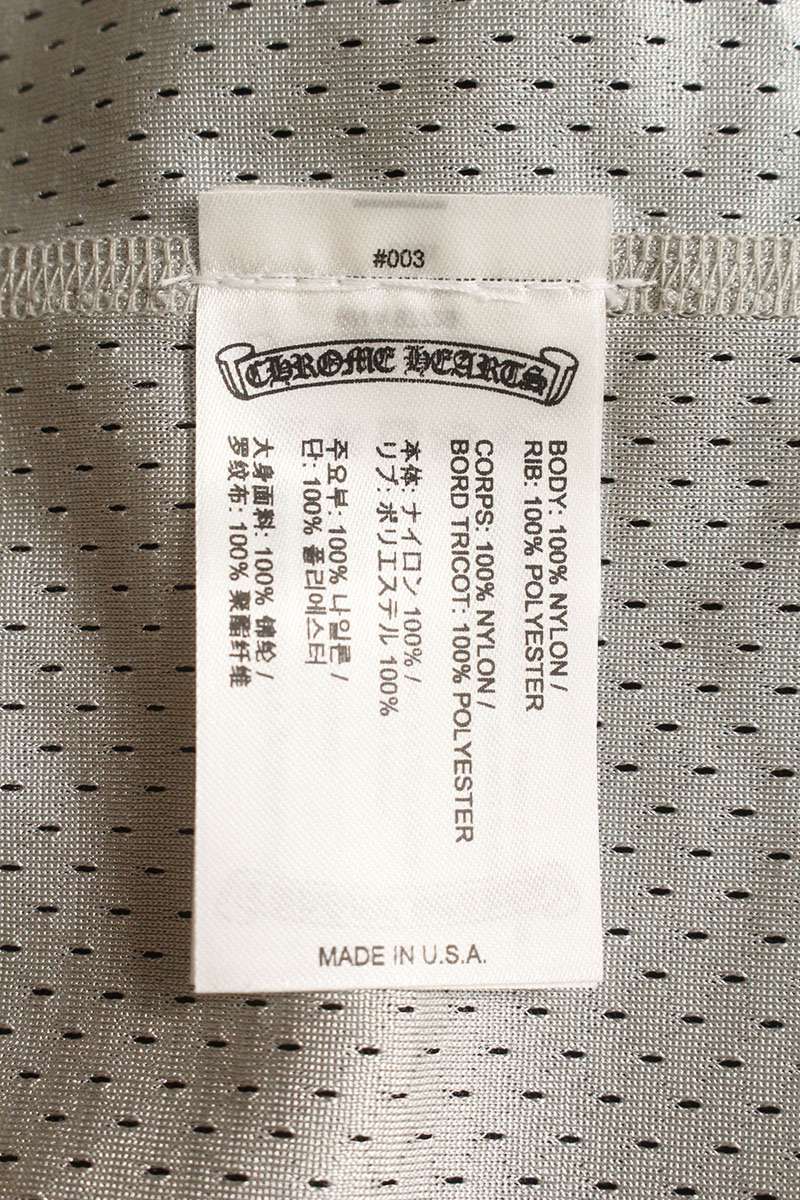 #003
CHROME HEARTS
BODY: 100% NYLON /
RIB: 100% POLYESTER
CORPS: 100% NYLON /
BORD TRICOT: 100% POLYESTER
本体: ナイロン 100% /
リブ: ポリエステル 100%
주요부: 100% 나일론 /
단: 100% 폴리에스터
大身面料: 100% 锦纶 /
罗纹布: 100% 聚酯纤维
MADE IN U.S.A.